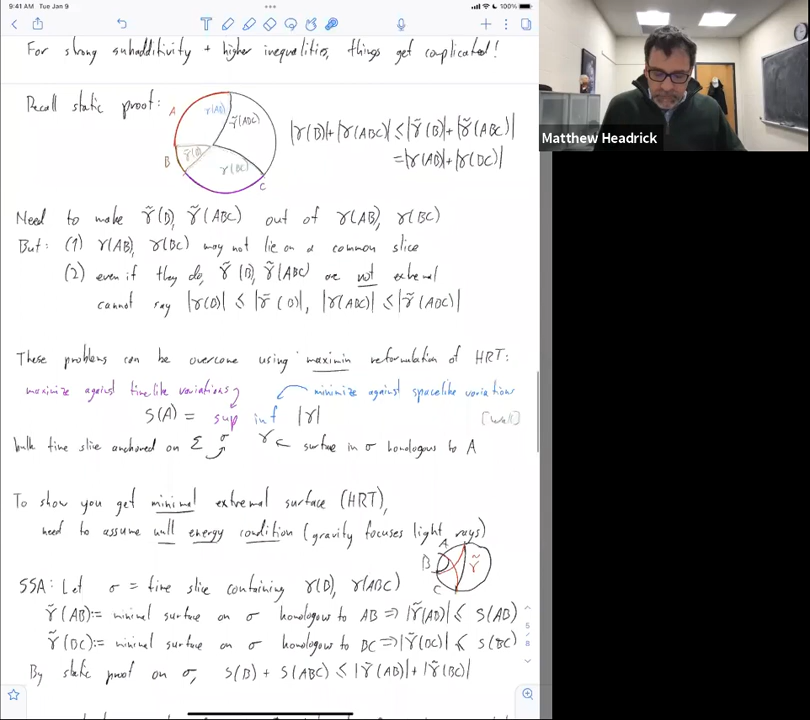 9:41 AM Tue Jan 9
100%
For strong subadditivity + higher inequalities, things get complicated!
Recall static proof:
A
γ(AB)
γ̃(ABC)
B
γ̃(B)
γ(BC)
C
|γ(B)|+|γ(ABC)| ≤ |γ̃(B)|+|γ̃(ABC)|
= |γ(AB)|+|γ(BC)|
Need to make γ̃(B), γ̃(ABC) out of γ(AB), γ(BC)
But: (1) γ(AB), γ(BC) may not lie on a common slice
(2) even if they do, γ̃(B), γ̃(ABC) are not extremal
cannot say |γ(B)| ≤ |γ̃(B)|, |γ(ABC)| ≤ |γ̃(ABC)|
These problems can be overcome using maximin reformulation of HRT:
maximize against timelike variations
minimize against spacelike variations
S(A) = sup inf |γ|
σ γ
[Wall]
bulk time slice anchored on Σ
surface in σ homologous to A
To show you get minimal extremal surface (HRT),
need to assume null energy condition (gravity focuses light rays)
A
B
C
γ̃
SSA: Let σ = time slice containing γ(B), γ(ABC)
γ̃(AB) := minimal surface on σ homologous to AB ⇒ |γ̃(AB)| ≤ S(AB)
γ̃(BC) := minimal surface on σ homologous to BC ⇒ |γ̃(BC)| ≤ S(BC)
By static proof on σ, S(B) + S(ABC) ≤ |γ̃(AB)| + |γ̃(BC)|
Matthew Headrick